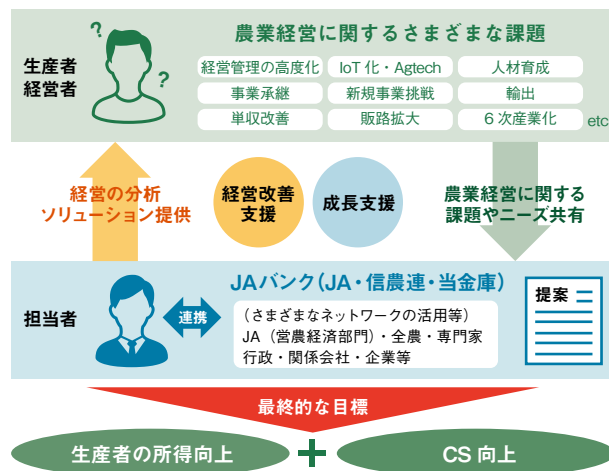 農業経営に関するさまざまな課題
?
?
生産者
経営者
経営管理の高度化
IoT 化・Agtech
人材育成
事業承継
新規事業挑戦
輸出
単収改善
販路拡大
6 次産業化
etc
経営の分析
ソリューション提供
経営改善
支援
成長支援
農業経営に関する
課題やニーズ共有
JAバンク(JA・信農連・当金庫)
担当者
連携
(さまざまなネットワークの活用等)
JA (営農経済部門)・全農・専門家
行政・関係会社・企業等
提案
最終的な目標
生産者の所得向上
+
CS 向上